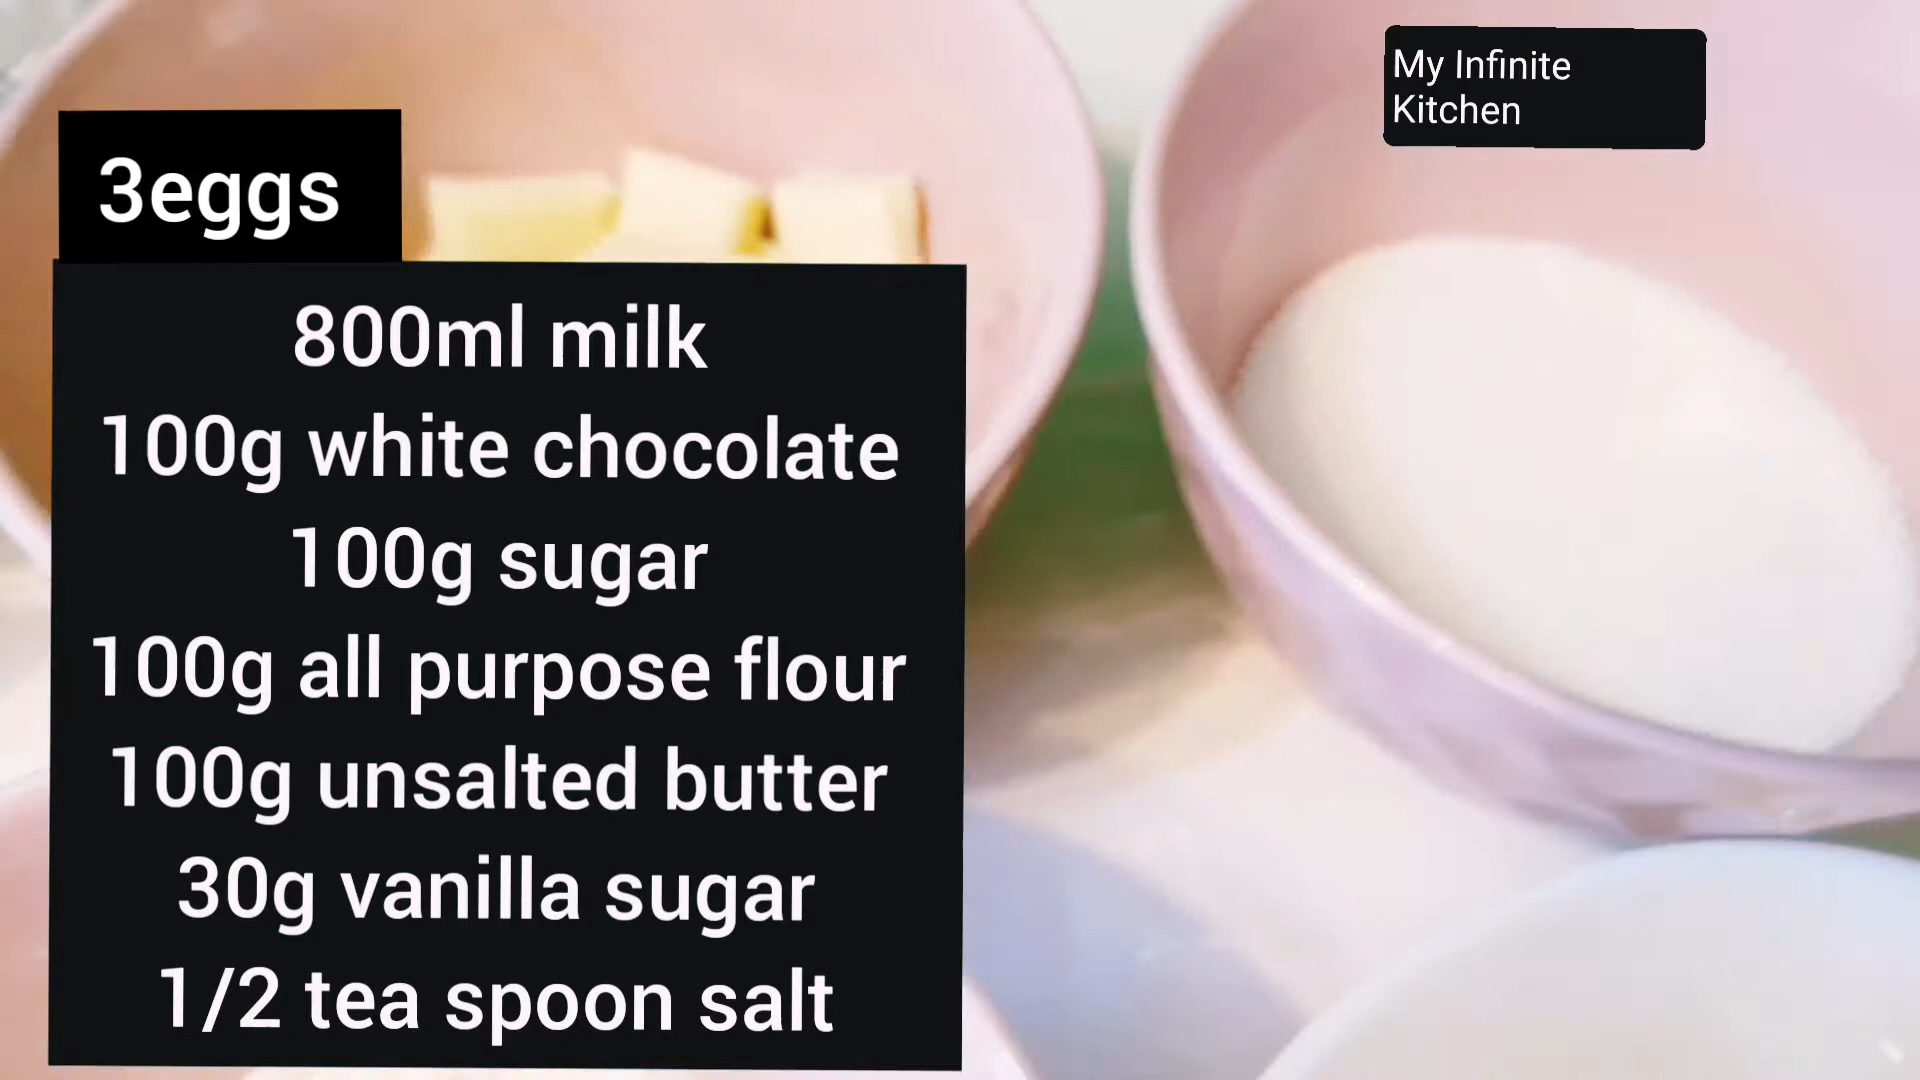 My Infinite
Kitchen
3eggs
800ml milk
100g white chocolate
100g sugar
100g all purpose flour
100g unsalted butter
30g vanilla sugar
1/2 tea spoon salt